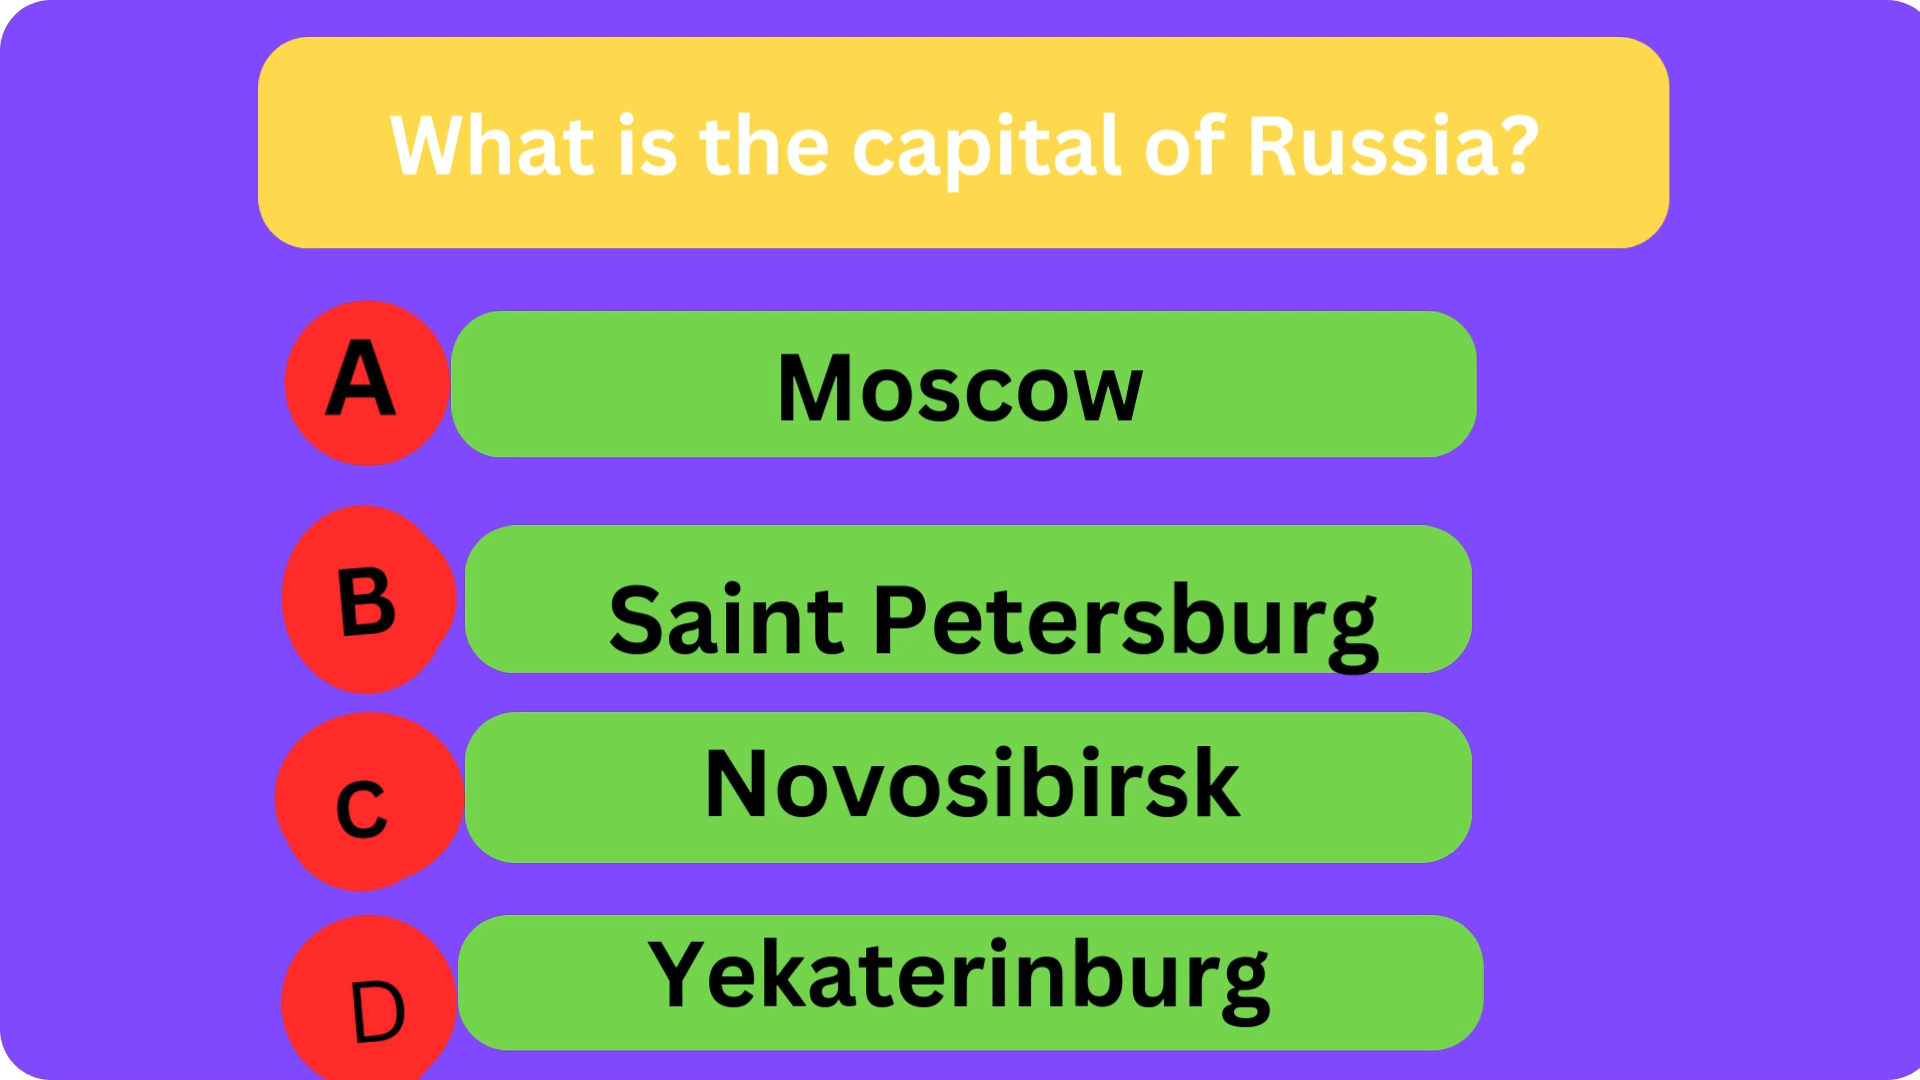 What is the capital of Russia?
A Moscow
B Saint Petersburg
C Novosibirsk
D Yekaterinburg